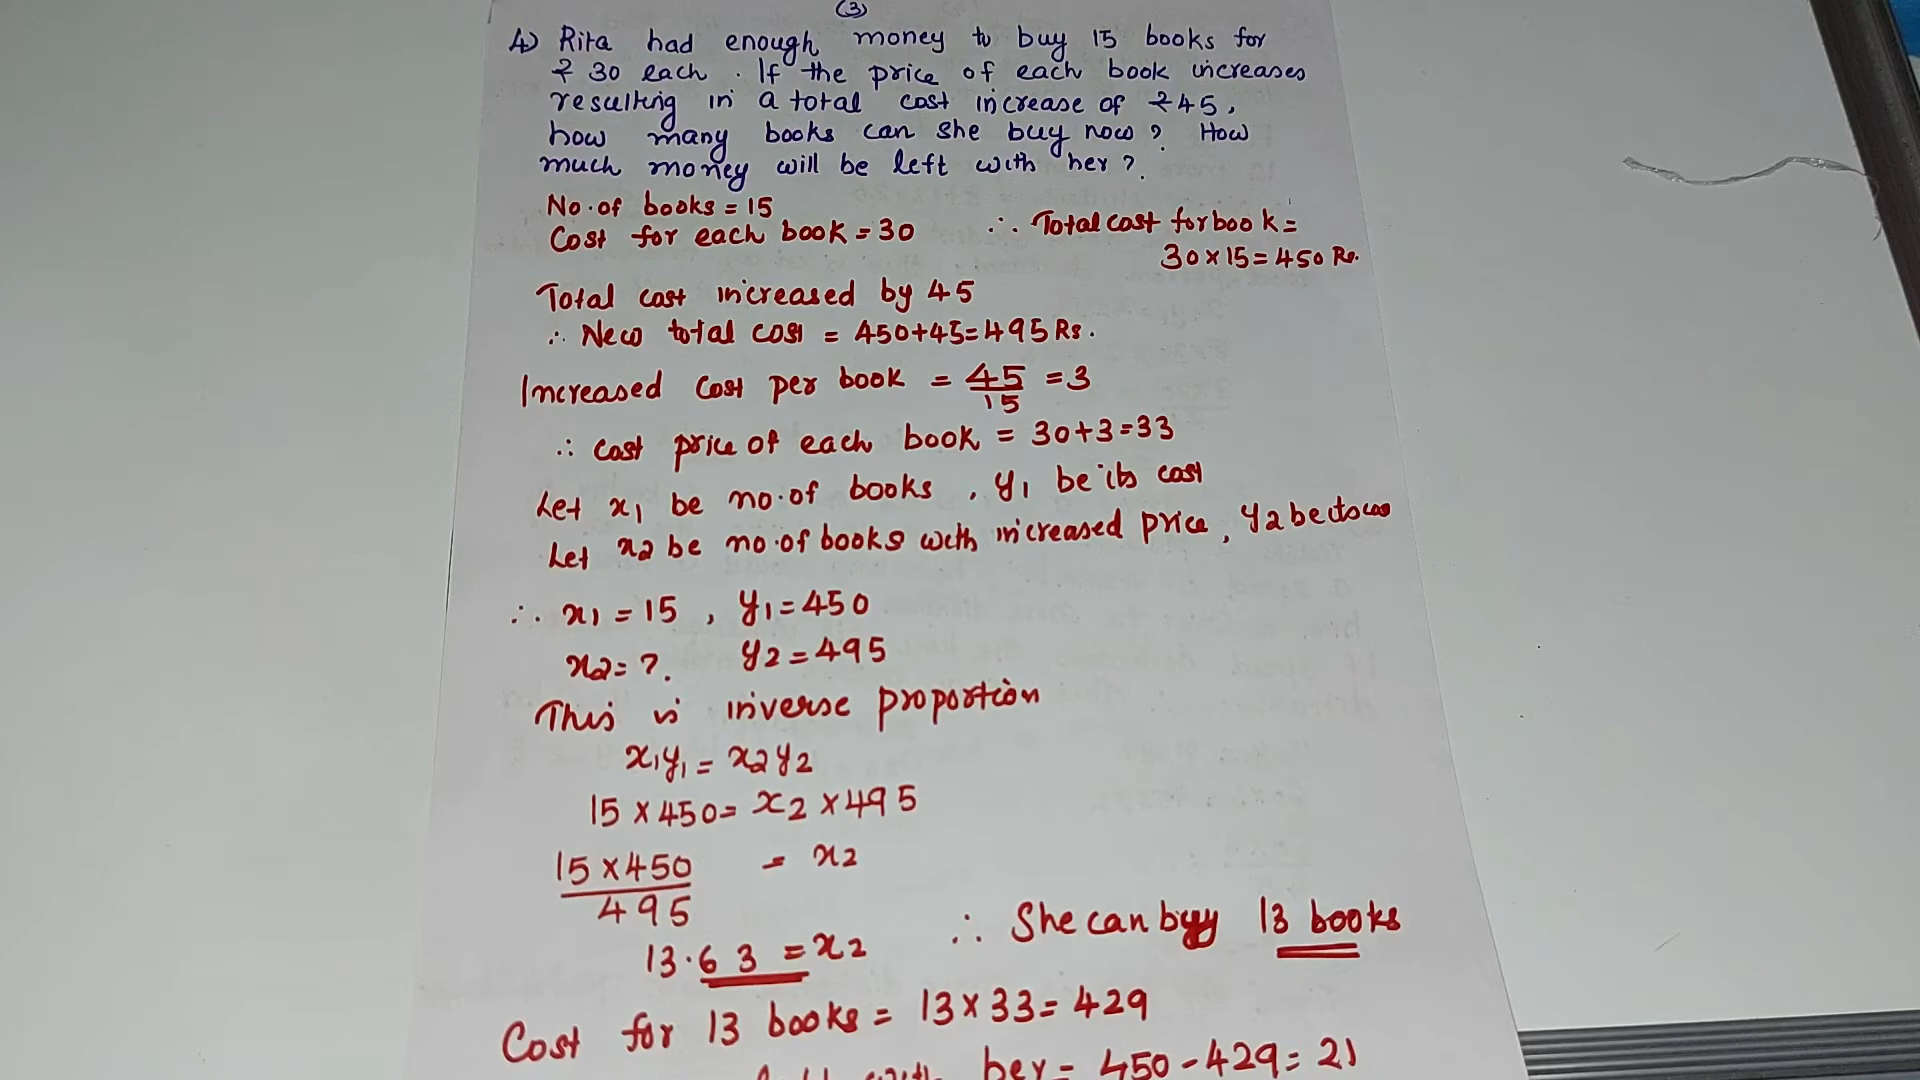 (3)
4) Rita had enough money to buy 15 books for
₹ 30 each. If the price of each book increases
resulting in a total cost increase of ₹45,
how many books can she buy now? How
much money will be left with her?
No. of books = 15
Cost for each book = 30
∴ Total cost for book =
30 x 15 = 450 Rs.
Total cost increased by 45
∴ New total cost = 450+45=495 Rs.
Increased cost per book = 45/15 = 3
∴ cost price of each book = 30+3=33
Let x1 be no. of books, y1 be its cost
Let x2 be no. of books with increased price, y2 be its cos
∴ x1 = 15, y1 = 450
x2 = ?. y2 = 495
This is inverse proportion
x1y1 = x2y2
15 x 450 = x2 x 495
15 x 450 / 495 = x2
13.63 = x2
∴ She can buy 13 books
Cost for 13 books = 13 x 33 = 429
with her = 450 - 429 = 21